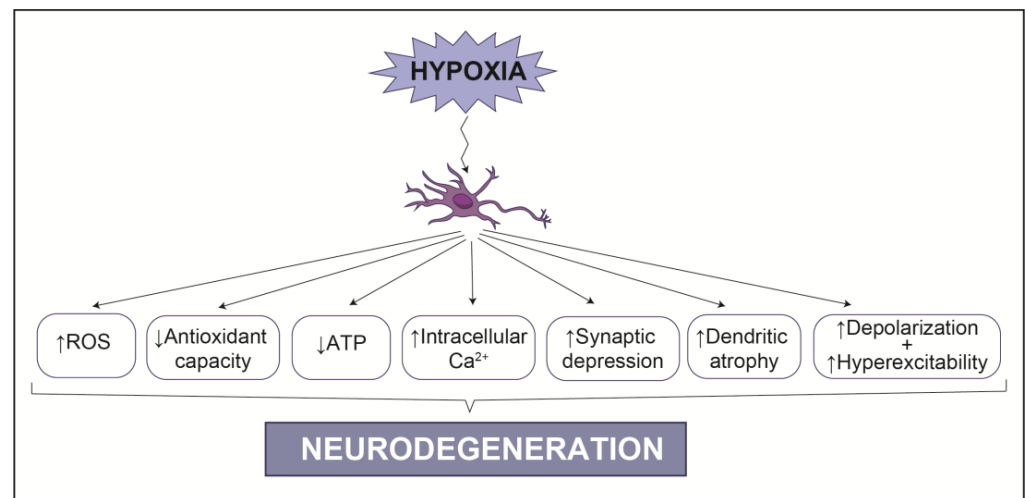 HYPOXIA
↑ROS
↓Antioxidant
capacity
↓ATP
↑Intracellular
Ca²⁺
↑Synaptic
depression
↑Dendritic
atrophy
↑Depolarization
+
↑Hyperexcitability
NEURODEGENERATION